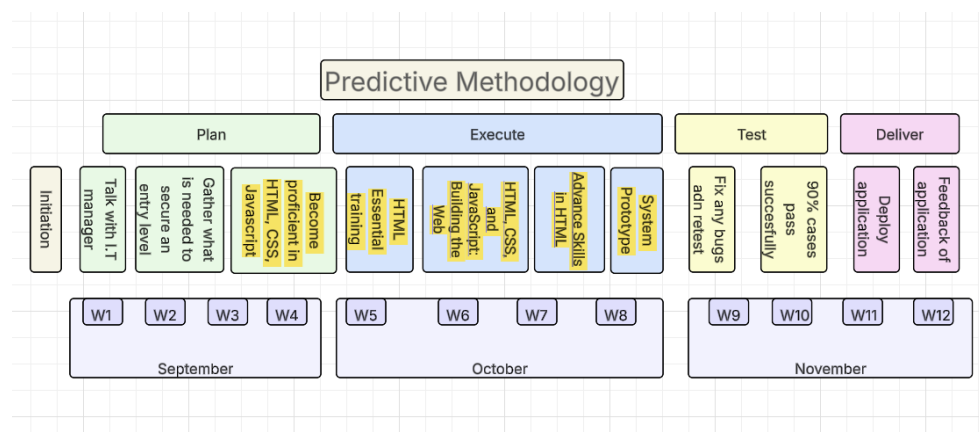 Predictive Methodology
Plan
Execute
Test
Deliver
Initiation
Talk with I.T
manager
Gather what
is needed to
secure an
entry level
Become
proficient in
HTML, CSS,
Javascript
HTML
Essential
training
HTML, CSS,
and
JavaScript:
Building the
Web
Advance Skills
in HTML
System
Prototype
Fix any bugs
adn retest
90% cases
pass
succesfully
Deploy
application
Feedback of
application
W1
W2
W3
W4
W5
W6
W7
W8
W9
W10
W11
W12
September
October
November